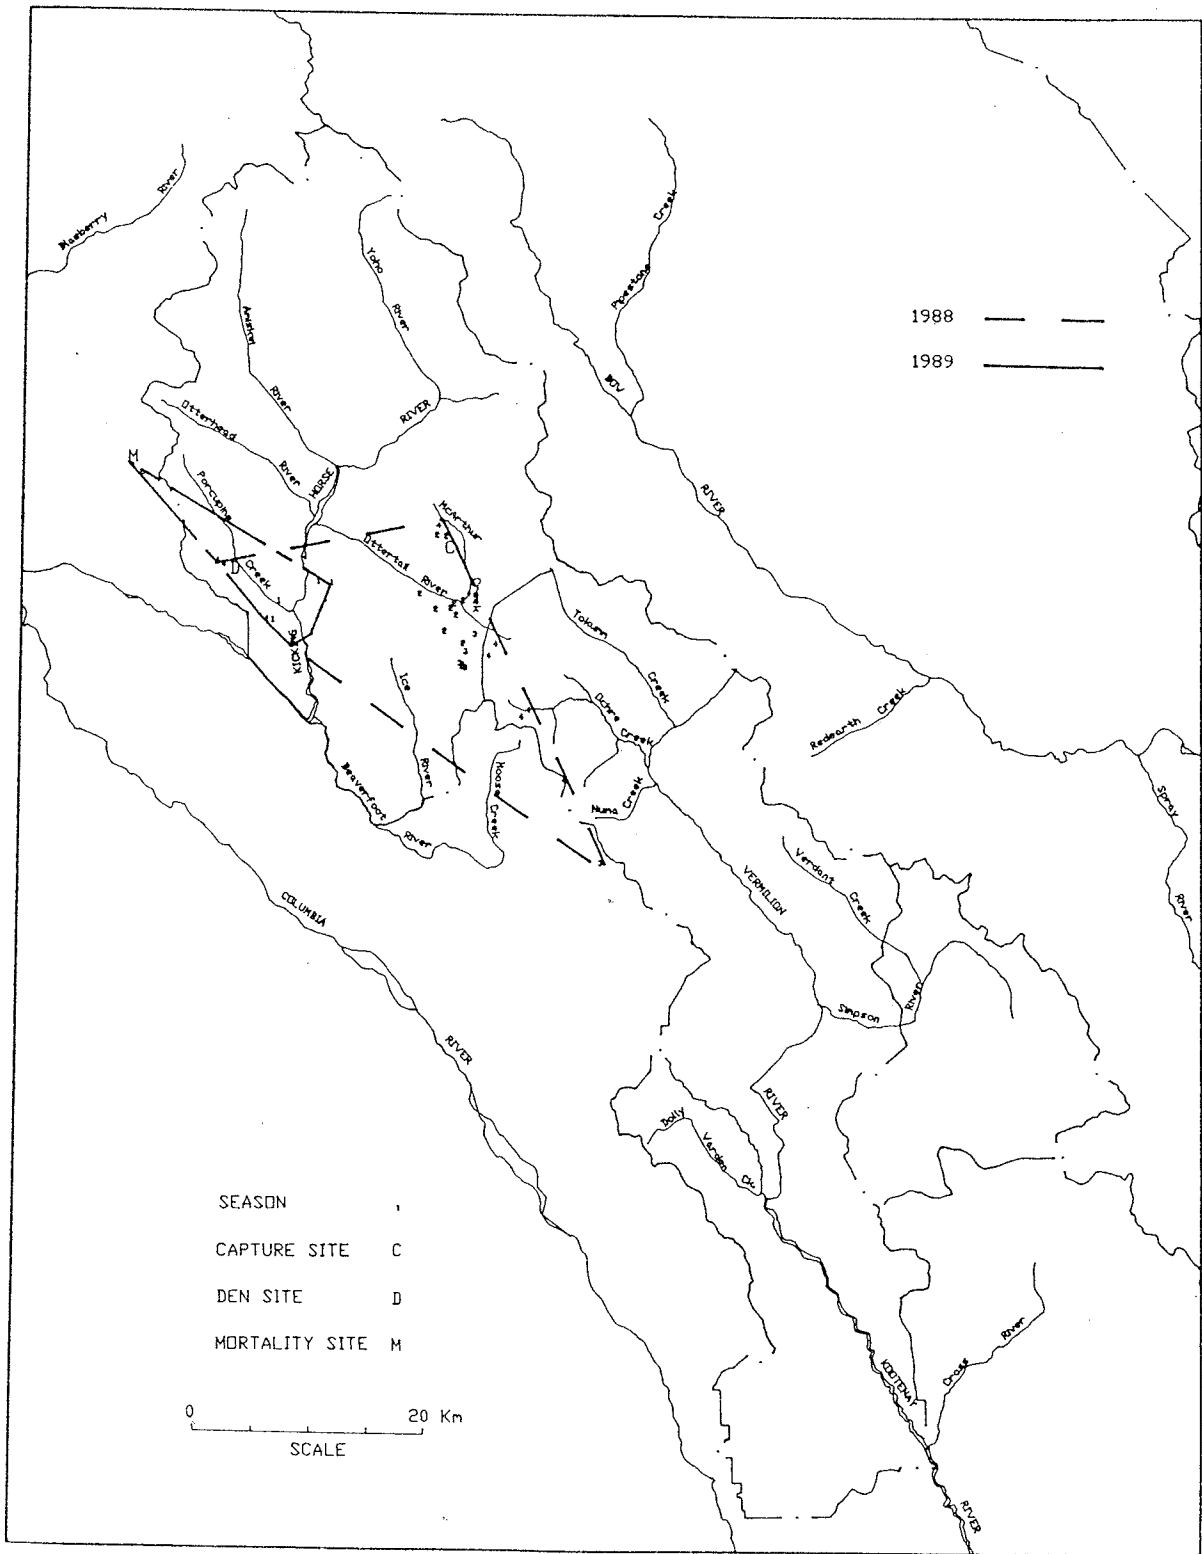 Blaeberry River
Yoho River
Pipestone Creek
Amiskwi River
1988
1989
BOW RIVER
Otterhead River
KICKING HORSE RIVER
M
Porcupine Creek
McArthur Creek
C
Ottertail River
D
Tokumm Creek
Ochre Creek
Ice River
Redearth Creek
Moose Creek
Numa Creek
Beaverfoot River
Spray River
Verdant Creek
VERMILION RIVER
COLUMBIA RIVER
Simpson River
Dolly Varden Ck
SEASON 1
CAPTURE SITE C
DEN SITE D
MORTALITY SITE M
KOOTENAY RIVER
Cross River
0 20 Km
SCALE